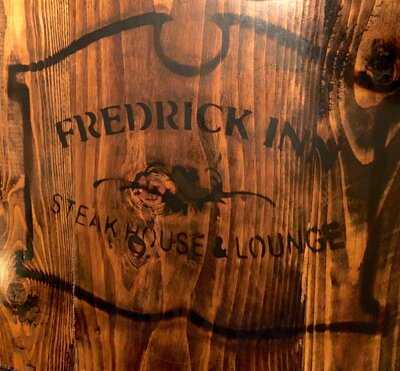 FREDRICK INN
STEAK HOUSE & LOUNGE